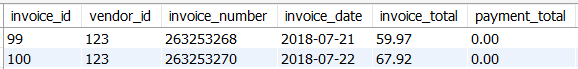 invoice_id vendor_id invoice_number invoice_date invoice_total payment_total
99 123 263253268 2018-07-21 59.97 0.00
100 123 263253270 2018-07-22 67.92 0.00